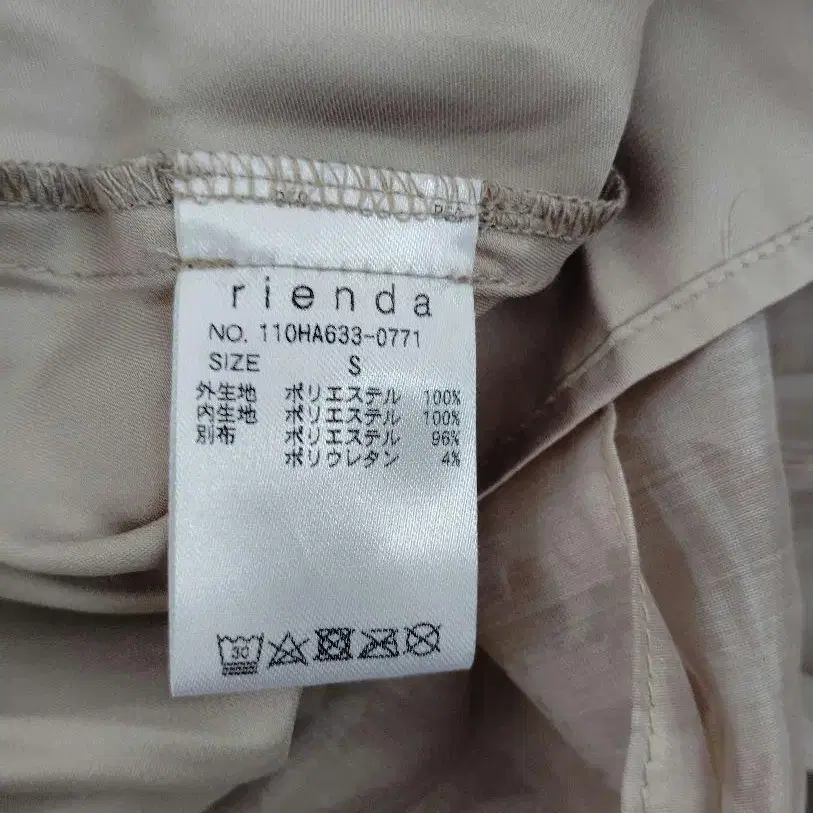 rienda
NO. 110HA633-0771
SIZE S
外生地 ポリエステル 100%
内生地 ポリエステル 100%
別布 ポリエステル 96%
ポリウレタン 4%
30